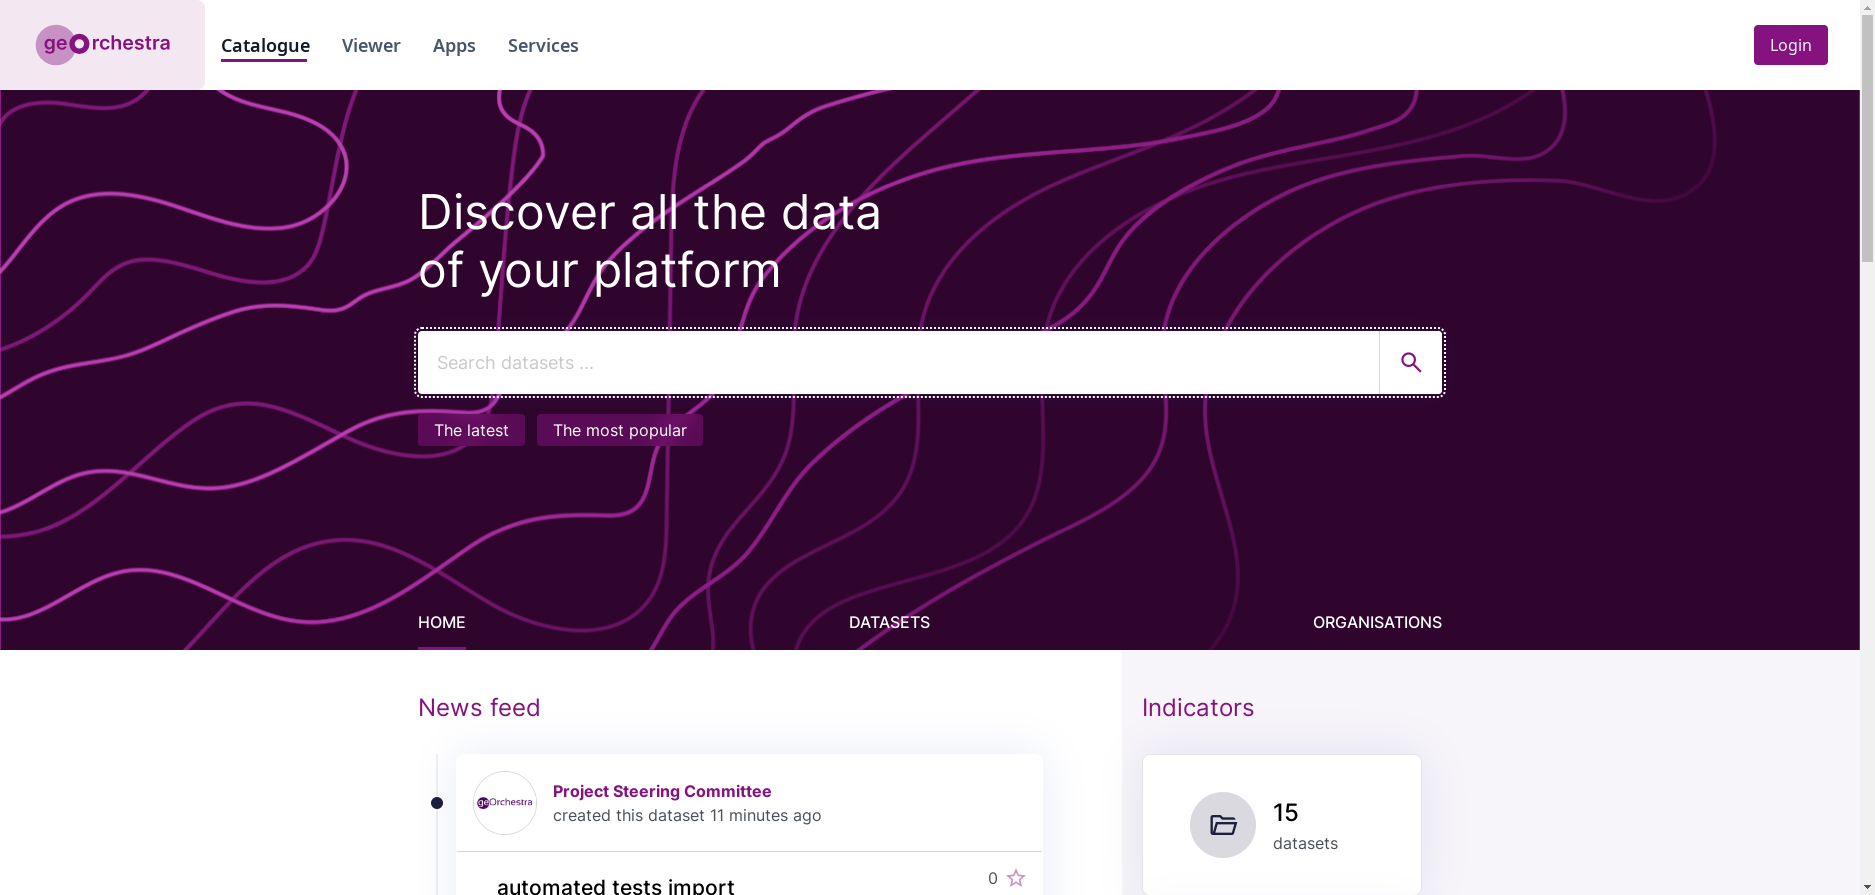 geOrchestra
Catalogue
Viewer
Apps
Services
Login
Discover all the data
of your platform
Search datasets ...
The latest
The most popular
HOME
DATASETS
ORGANISATIONS
News feed
Indicators
geOrchestra
Project Steering Committee
created this dataset 11 minutes ago
15
datasets
0
automated tests import